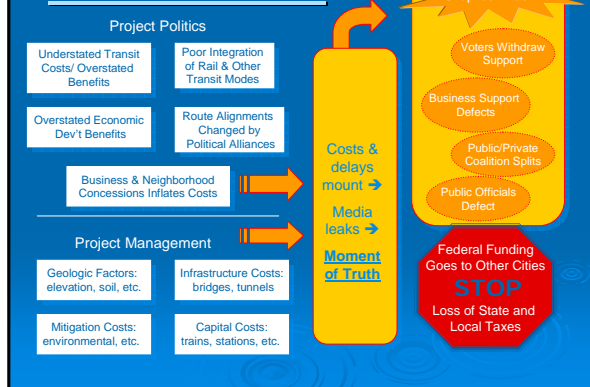 Project Politics
Understated Transit
Costs/ Overstated
Benefits
Poor Integration
of Rail & Other
Transit Modes
Overstated Economic
Dev't Benefits
Route Alignments
Changed by
Political Alliances
Business & Neighborhood
Concessions Inflates Costs
Project Management
Geologic Factors:
elevation, soil, etc.
Infrastructure Costs:
bridges, tunnels
Mitigation Costs:
environmental, etc.
Capital Costs:
trains, stations, etc.
Costs &
delays
mount ➔
Media
leaks ➔
Moment
of Truth
Voters Withdraw
Support
Business Support
Defects
Public/Private
Coalition Splits
Public Officials
Defect
Federal Funding
Goes to Other Cities
STOP
Loss of State and
Local Taxes